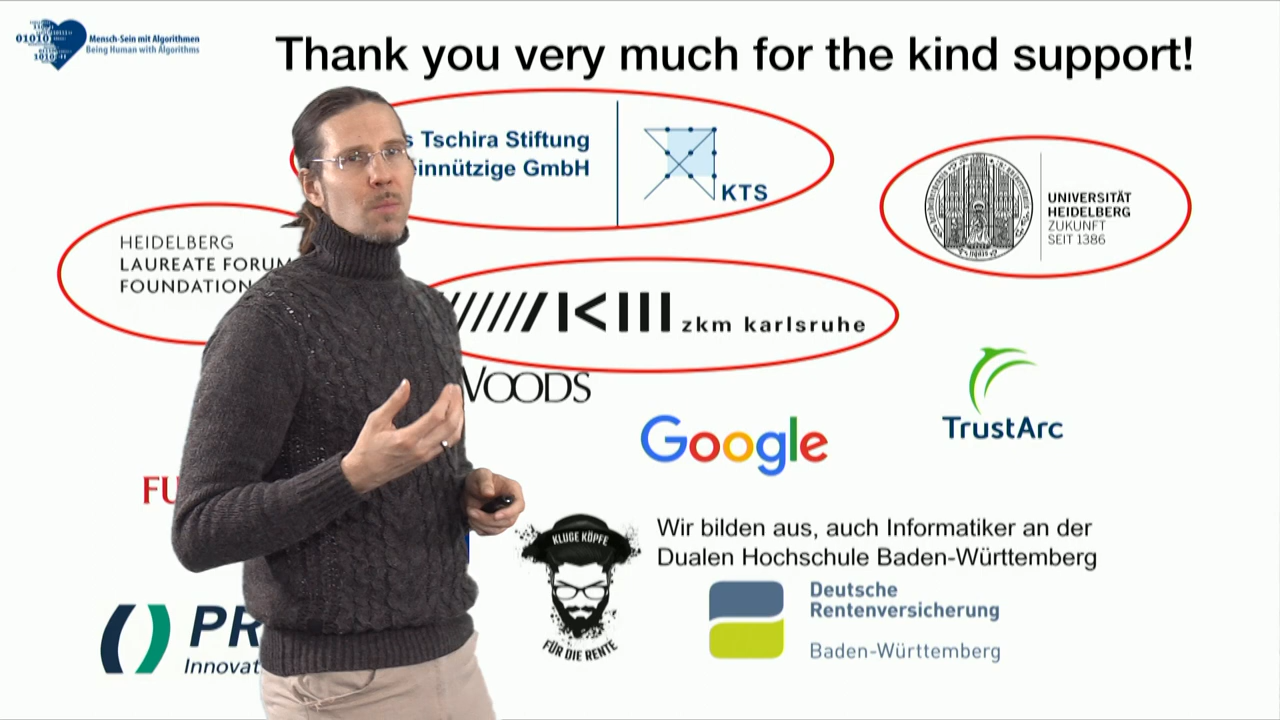 01010
Mensch-Sein mit Algorithmen
Being Human with Algorithms
Thank you very much for the kind support!
Tschira Stiftung
KTS
UNIVERSITÄT
HEIDELBERG
ZUKUNFT
SEIT 1386
HEIDELBERG
LAUREATE FORUM
FOUNDATION
zkm karlsruhe
WOODS
Google
TrustArc
KLUGE KÖPFE
FÜR DIE RENTE
Wir bilden aus, auch Informatiker an der
Dualen Hochschule Baden-Württemberg
Deutsche
Rentenversicherung
Baden-Württemberg
GmbH